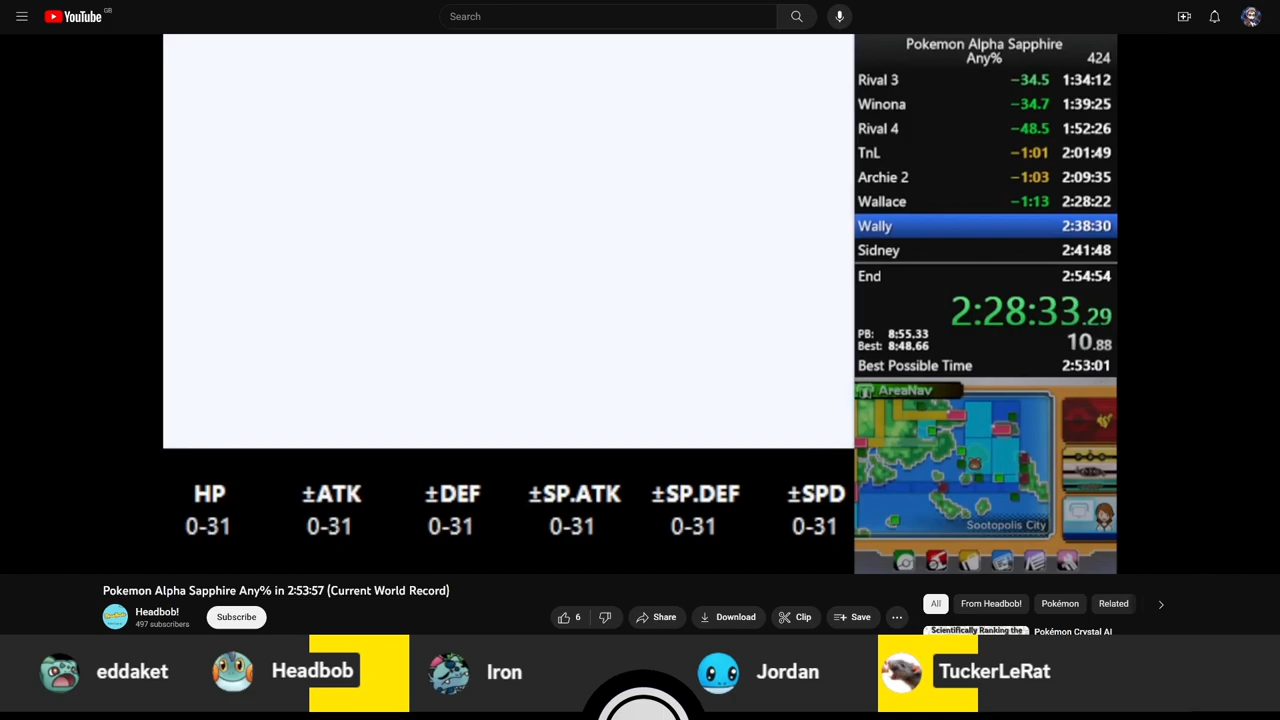 YouTube GB
Search
Pokemon Alpha Sapphire
Any% 424
Rival 3 −34.5 1:34:12
Winona −34.7 1:39:25
Rival 4 −48.5 1:52:26
TnL −1:01 2:01:49
Archie 2 −1:03 2:09:35
Wallace −1:13 2:28:22
Wally 2:38:30
Sidney 2:41:48
End 2:54:54
2:28:33.29
PB: 8:55.33
Best: 8:48.66
10.88
Best Possible Time 2:53:01
AreaNav
Sootopolis City
HP ±ATK ±DEF ±SP.ATK ±SP.DEF ±SPD
0-31 0-31 0-31 0-31 0-31 0-31
Pokemon Alpha Sapphire Any% in 2:53:57 (Current World Record)
Headbob!
497 subscribers
Subscribe
6
Share
Download
Clip
Save
All
From Headbob!
Pokémon
Related
Scientifically Ranking the
Pokémon Crystal AI
eddaket
Headbob
Iron
Jordan
TuckerLeRat